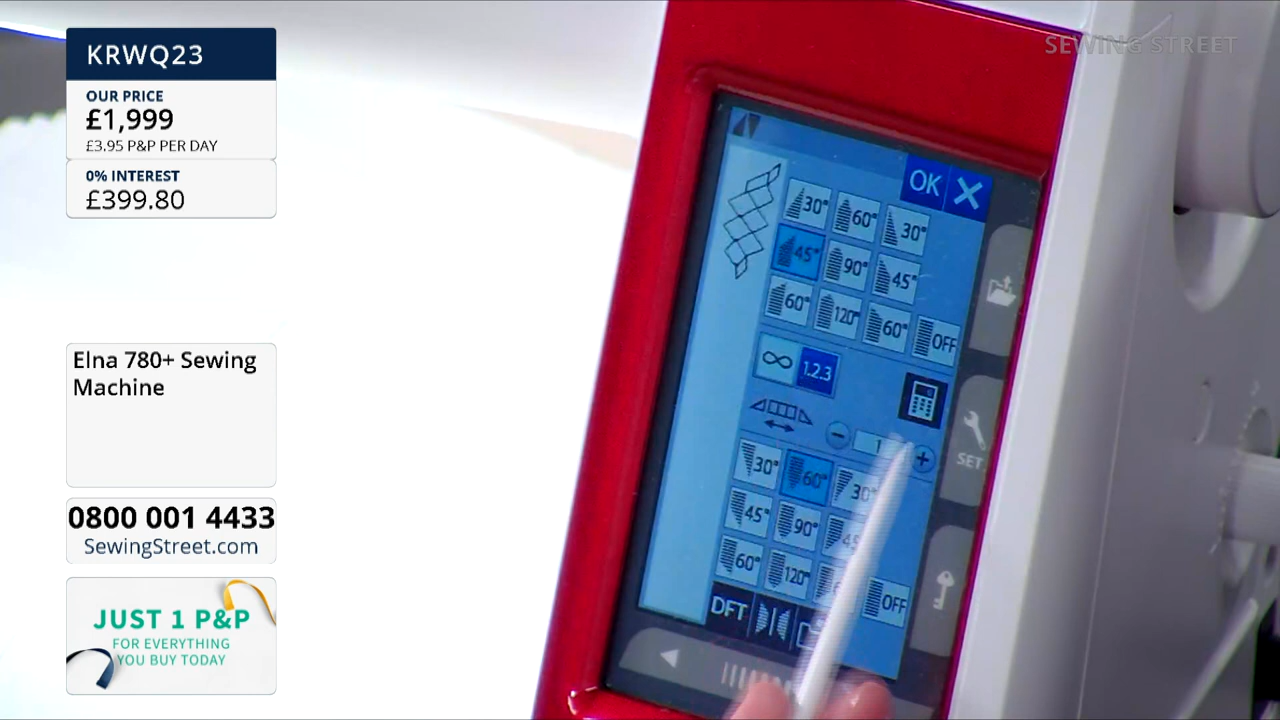 KRWQ23
OUR PRICE
£1,999
£3.95 P&P PER DAY
0% INTEREST
£399.80
Elna 780+ Sewing
Machine
0800 001 4433
SewingStreet.com
JUST 1 P&P
FOR EVERYTHING
YOU BUY TODAY
SEWING STREET
OK
30° 60° 30°
45° 90° 45°
60° 120° 60° OFF
1.2.3
1
SET
30° 60° 30°
45° 90° 45
60° 120° OFF
DFT